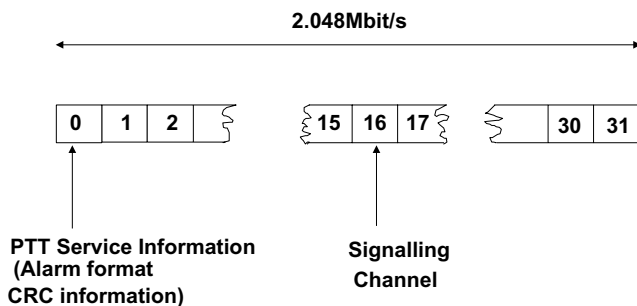 2.048Mbit/s
0 1 2 15 16 17 30 31
PTT Service Information
(Alarm format
CRC information)
Signalling
Channel